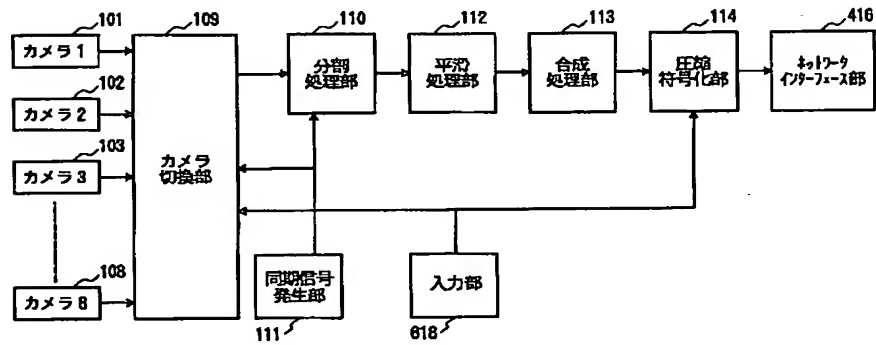 101
カメラ 1
102
カメラ 2
103
カメラ 3
108
カメラ 8
109
カメラ
切換部
110
分割
処理部
112
平滑
処理部
113
合成
処理部
114
圧縮
符号化部
416
ネットワーク
インターフェース部
同期信号
発生部
111
入力部
618